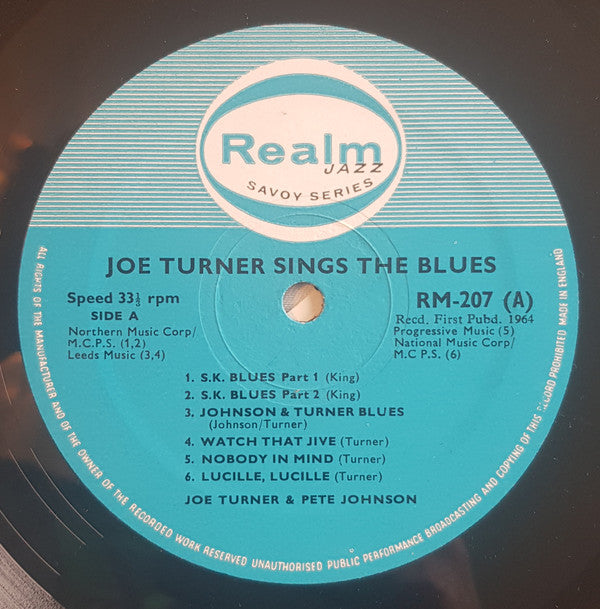 Realm
JAZZ
SAVOY SERIES
JOE TURNER SINGS THE BLUES
Speed 33⅓ rpm
SIDE A
Northern Music Corp/
M.C.P.S. (1,2)
Leeds Music (3,4)
RM-207 (A)
Recd. First Pubd. 1964
Progressive Music (5)
National Music Corp/
M.C P.S. (6)
1. S.K. BLUES Part 1 (King)
2. S.K. BLUES Part 2 (King)
3. JOHNSON & TURNER BLUES
(Johnson/Turner)
4. WATCH THAT JIVE (Turner)
5. NOBODY IN MIND (Turner)
6. LUCILLE, LUCILLE (Turner)
JOE TURNER & PETE JOHNSON
ALL RIGHTS OF THE MANUFACTURER AND OF THE OWNER OF THE RECORDED WORK RESERVED UNAUTHORISED PUBLIC PERFORMANCE BROADCASTING AND COPYING OF THIS RECORD PROHIBITED MADE IN ENGLAND